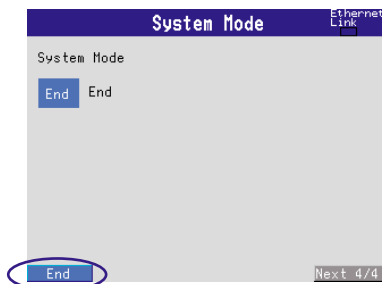 System Mode
Ethernet
Link
System Mode
End End
End
Next 4/4